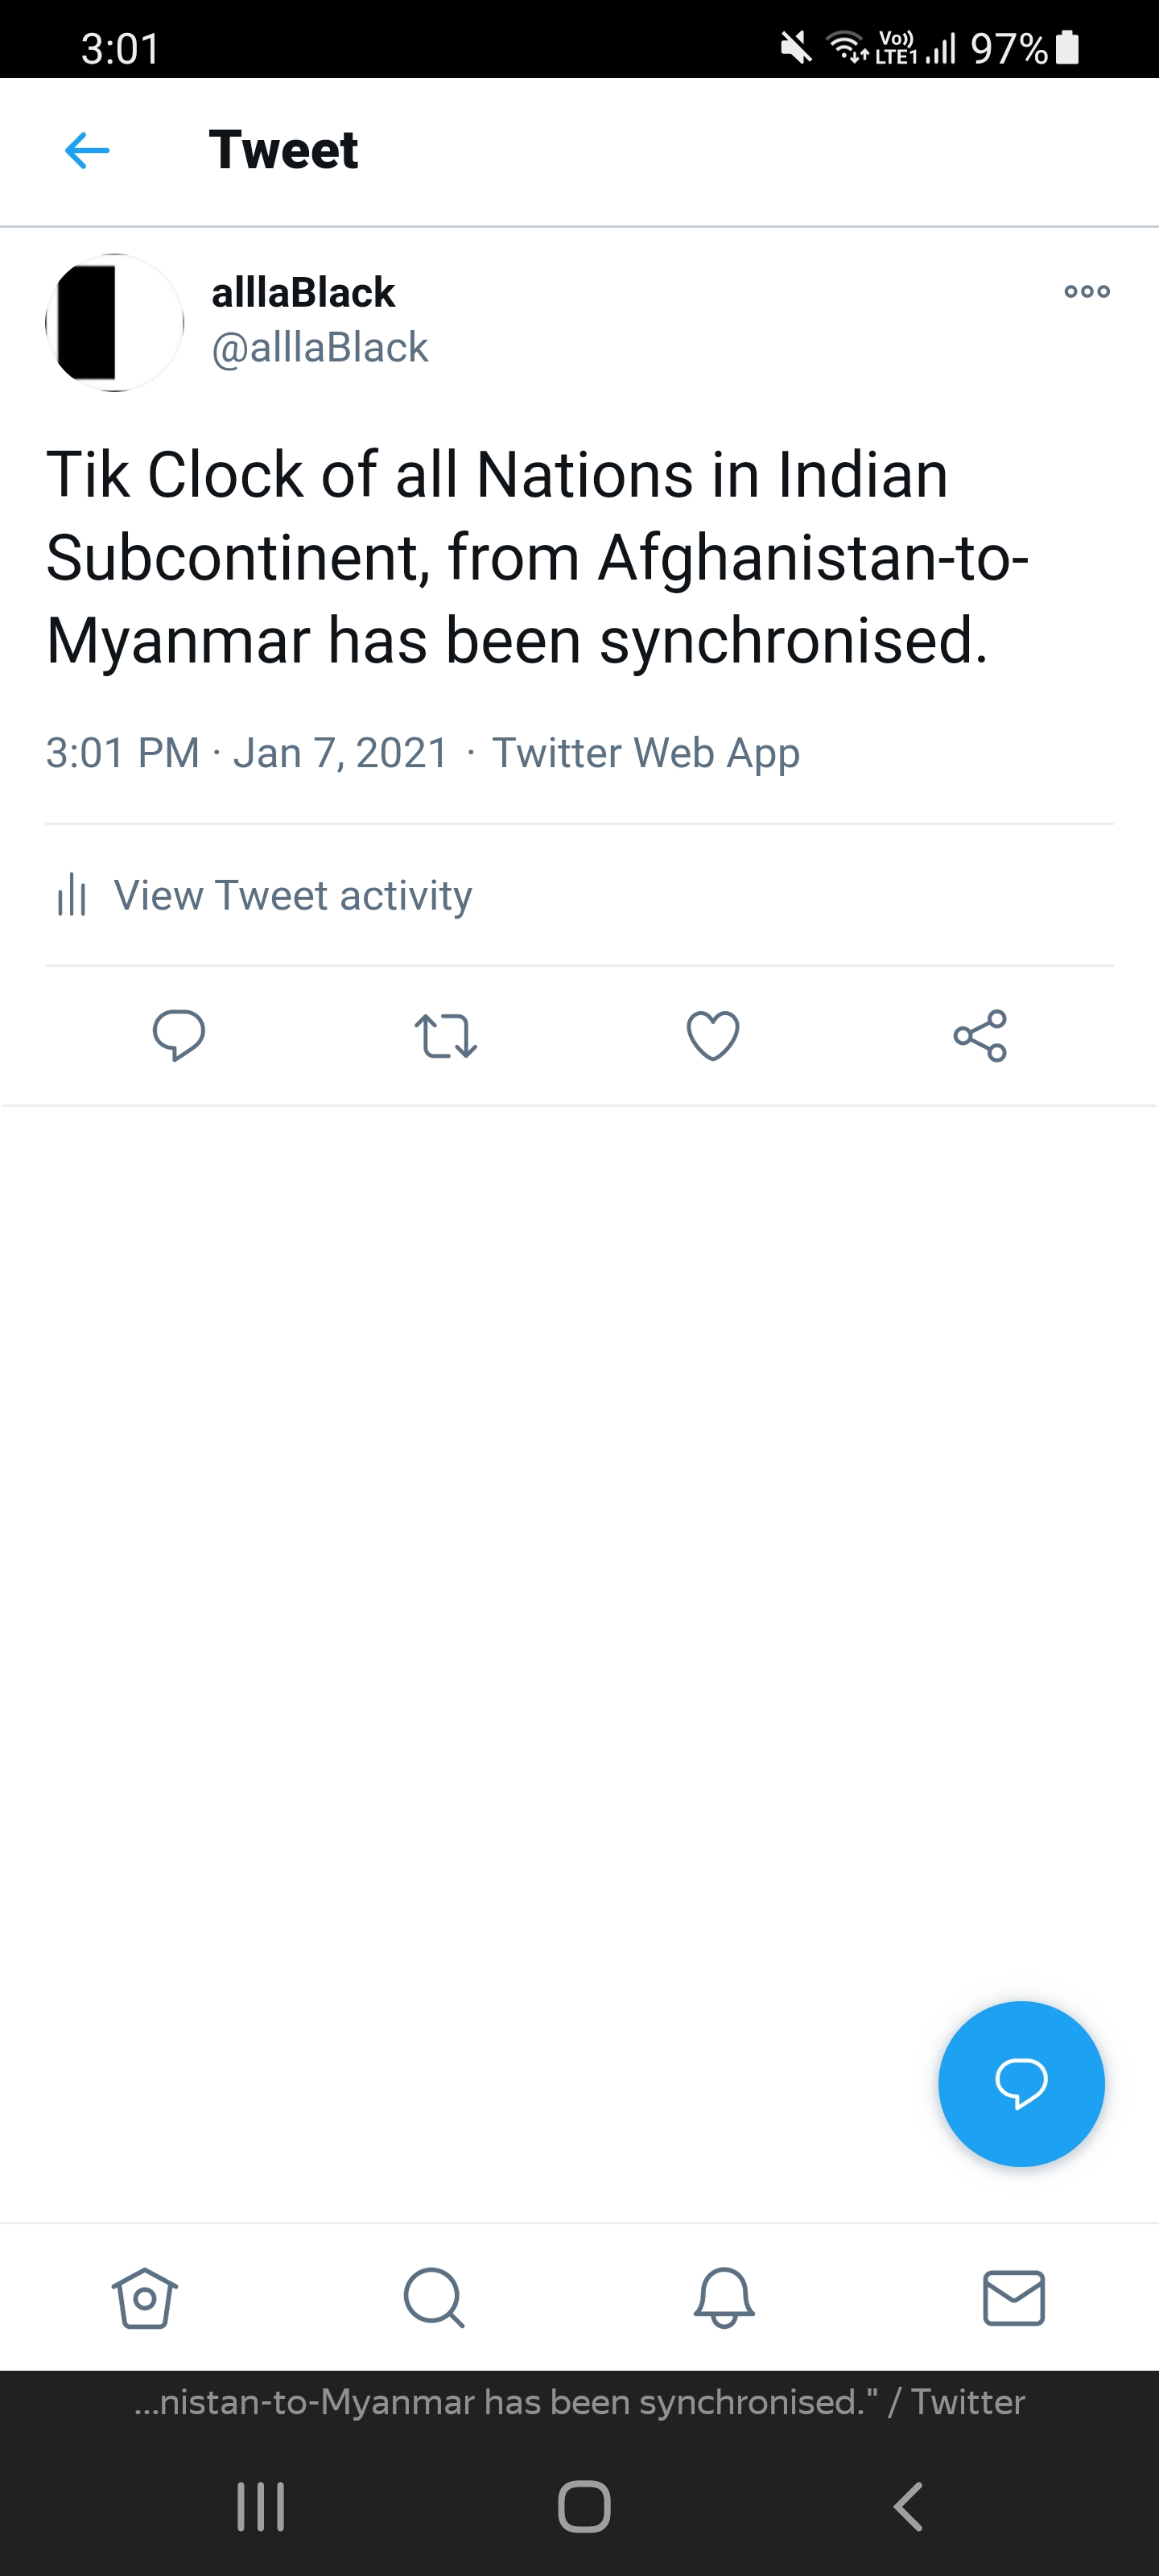 3:01
Vo)) LTE1 97%
Tweet
alllaBlack
@alllaBlack
Tik Clock of all Nations in Indian
Subcontinent, from Afghanistan-to-
Myanmar has been synchronised.
3:01 PM · Jan 7, 2021 · Twitter Web App
View Tweet activity
...nistan-to-Myanmar has been synchronised." / Twitter